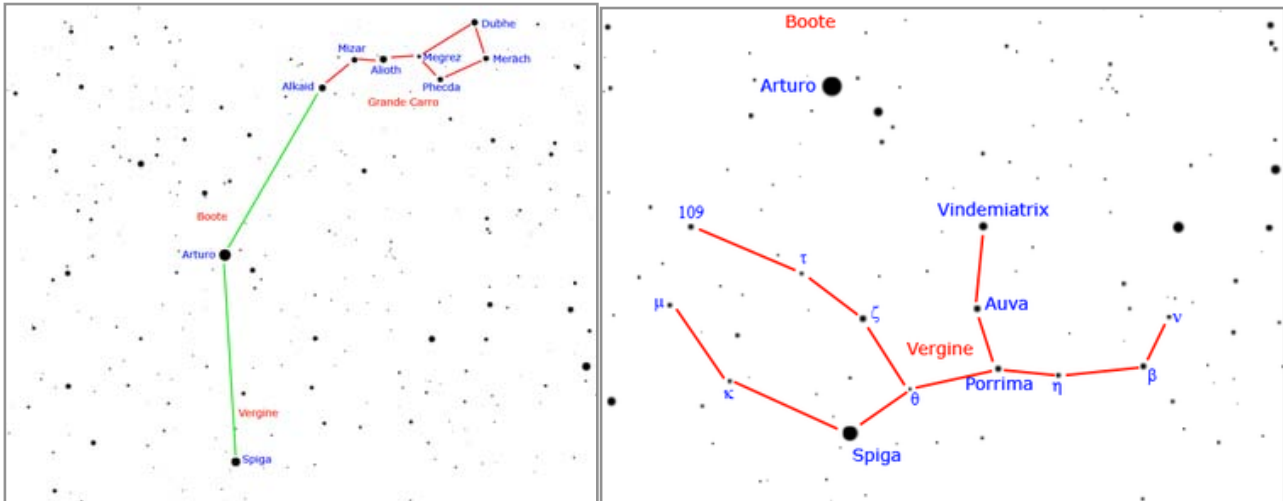 Dubhe
Mizar
Megrez
Merach
Alioth
Alkaid
Phecda
Grande Carro
Boote
Arturo
Vergine
Spiga
Boote
Arturo
109
Vindemiatrix
τ
μ
Auva
ζ
ν
Vergine
Porrima
η
β
κ
θ
Spiga